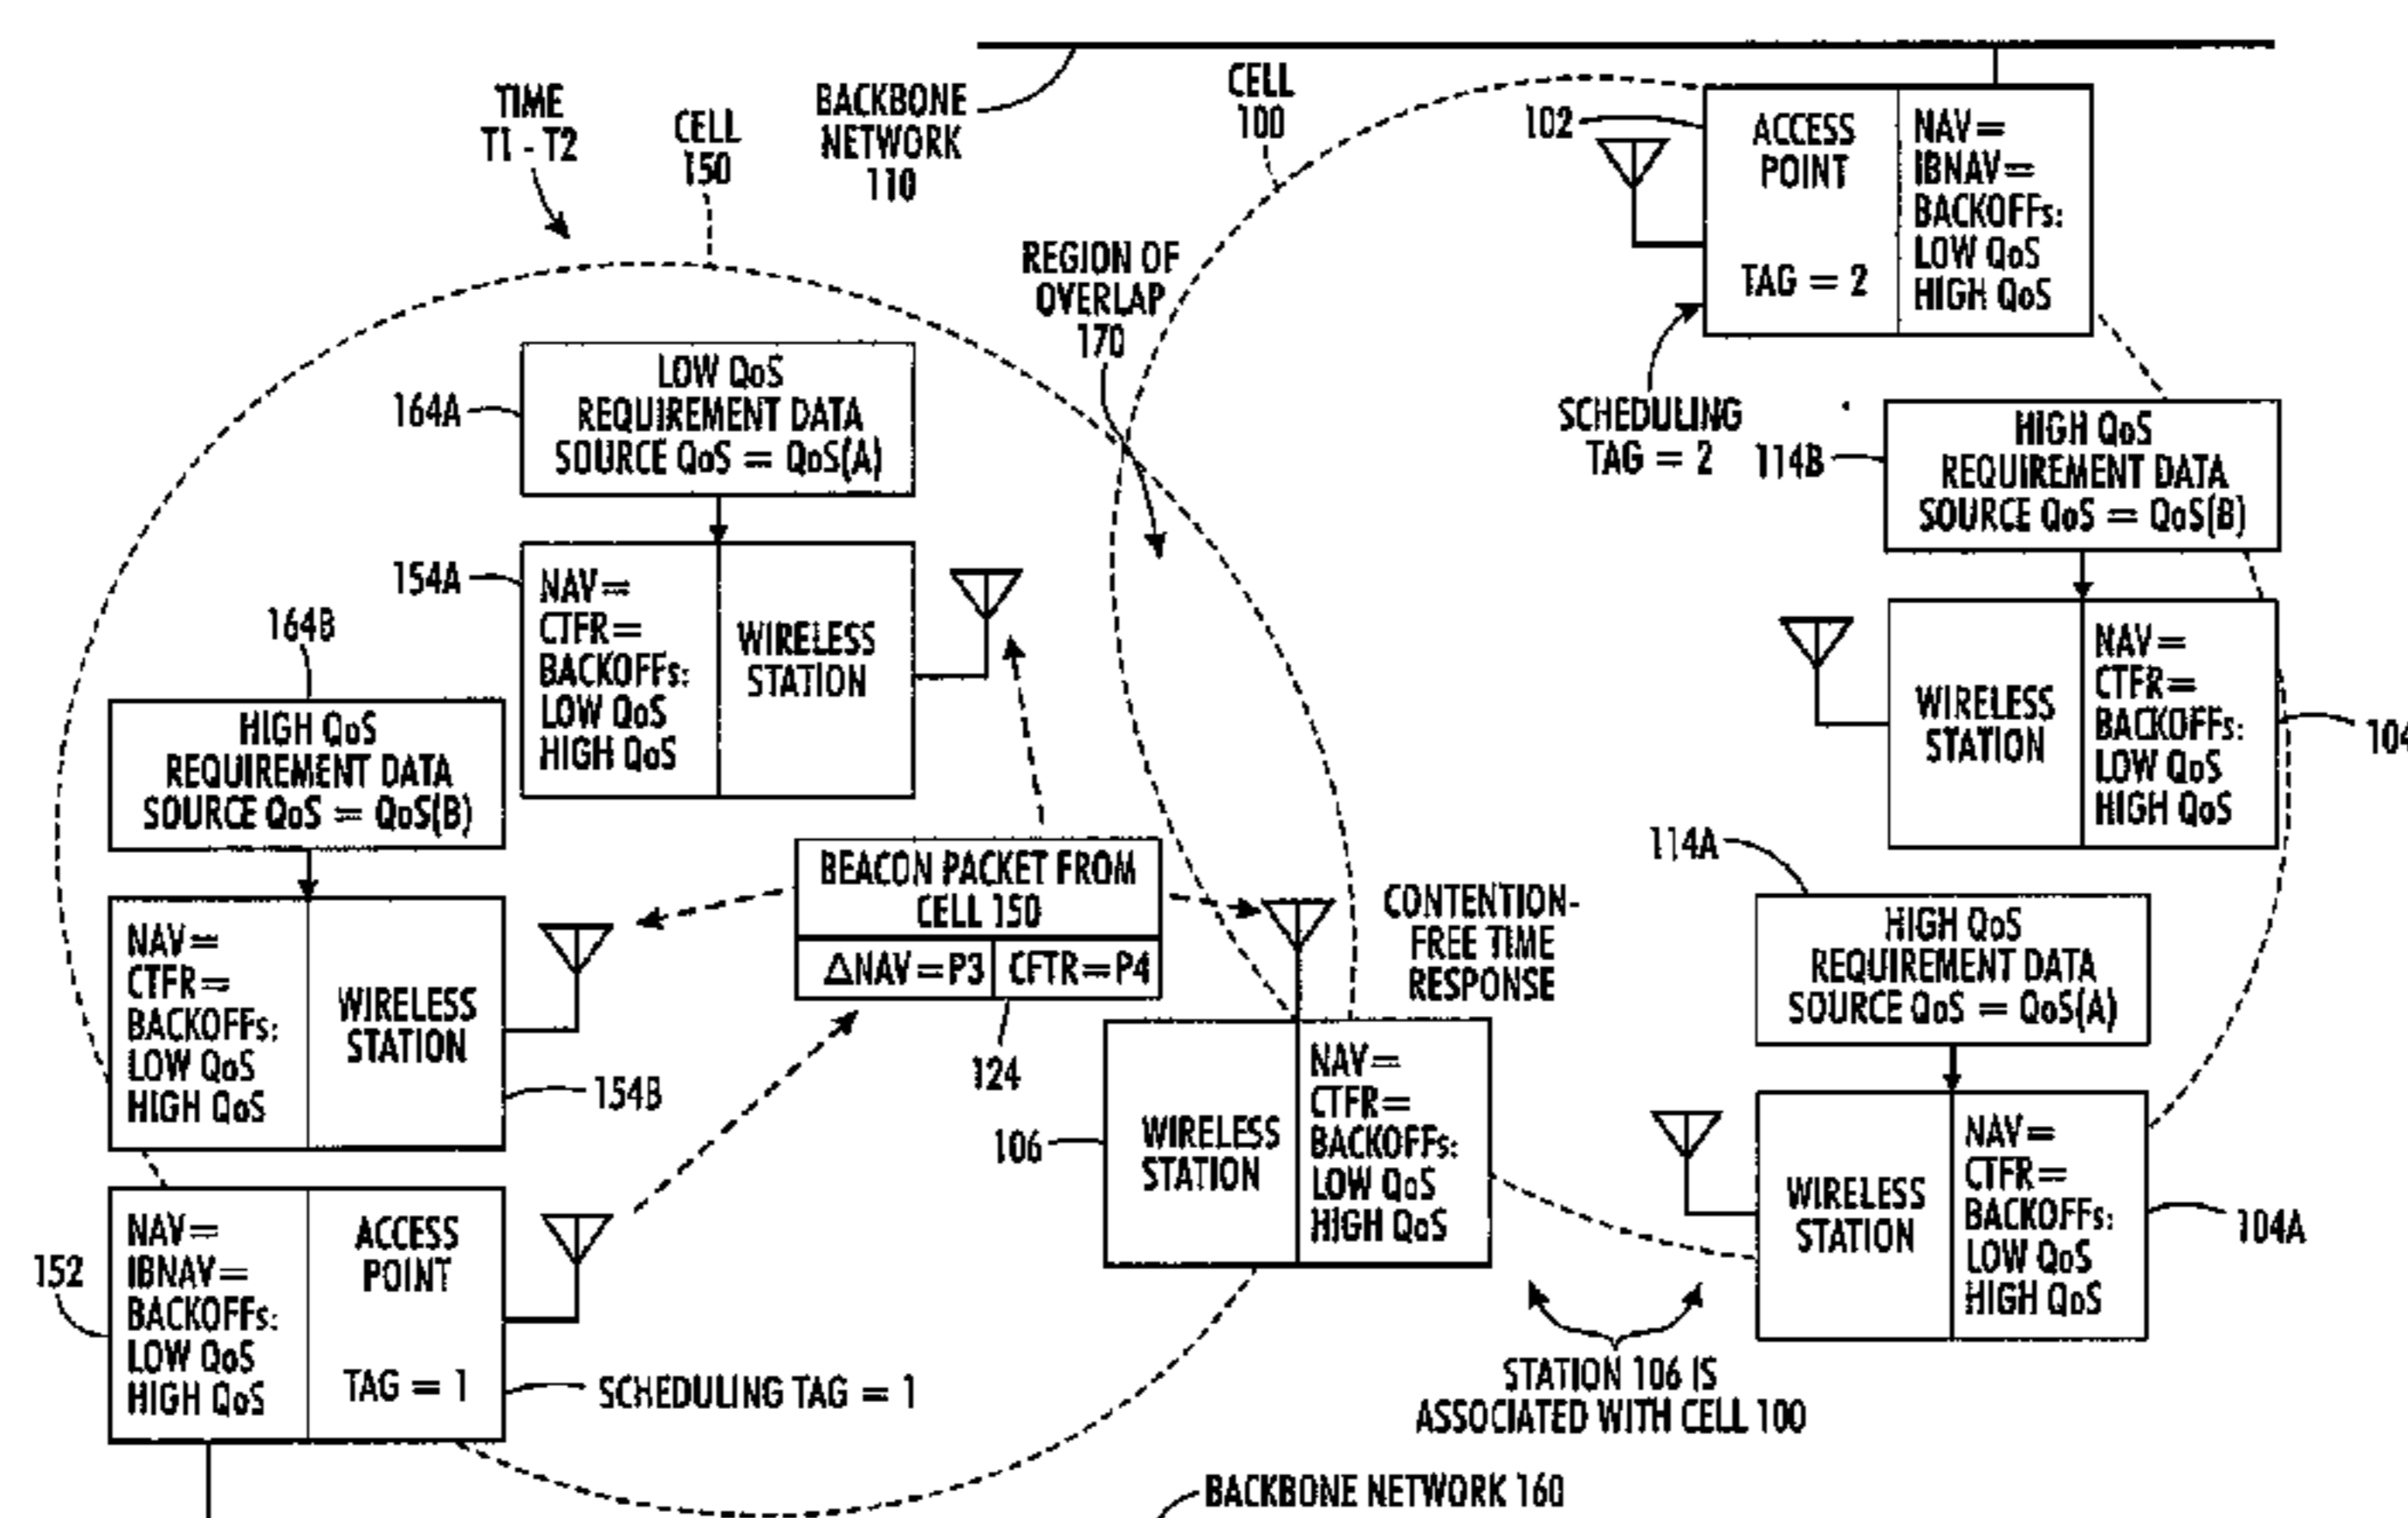 TIME
T1 - T2
CELL
150
BACKBONE
NETWORK
110
CELL
100
102
ACCESS
POINT
TAG = 2
NAV=
IBNAV=
BACKOFFs:
LOW QoS
HIGH QoS
REGION OF
OVERLAP
170
SCHEDULING
TAG = 2
164A
LOW QoS
REQUIREMENT DATA
SOURCE QoS = QoS(A)
114B
HIGH QoS
REQUIREMENT DATA
SOURCE QoS = QoS(B)
154A
NAV=
CTFR=
BACKOFFs:
LOW QoS
HIGH QoS
WIRELESS
STATION
WIRELESS
STATION
NAV=
CTFR=
BACKOFFs:
LOW QoS
HIGH QoS
104
164B
HIGH QoS
REQUIREMENT DATA
SOURCE QoS = QoS(B)
BEACON PACKET FROM
CELL 150
ΔNAV=P3 CFTR=P4
124
CONTENTION-
FREE TIME
RESPONSE
114A
HIGH QoS
REQUIREMENT DATA
SOURCE QoS = QoS(A)
NAV=
CTFR=
BACKOFFs:
LOW QoS
HIGH QoS
WIRELESS
STATION
154B
106
WIRELESS
STATION
NAV=
CTFR=
BACKOFFs:
LOW QoS
HIGH QoS
WIRELESS
STATION
NAV=
CTFR=
BACKOFFs:
LOW QoS
HIGH QoS
104A
152
NAV=
IBNAV=
BACKOFFs:
LOW QoS
HIGH QoS
ACCESS
POINT
TAG = 1
SCHEDULING TAG = 1
STATION 106 IS
ASSOCIATED WITH CELL 100
BACKBONE NETWORK 160